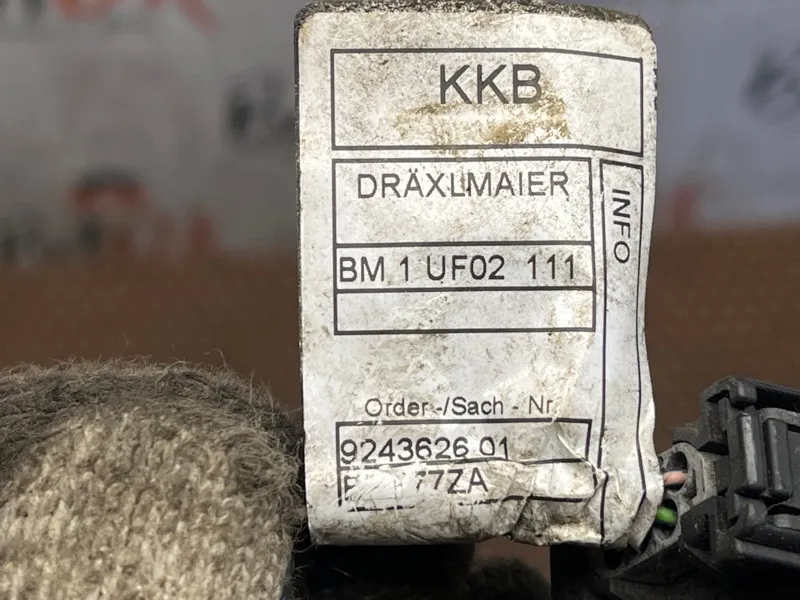 KKB
DRÄXLMAIER
INFO
BM 1 UF02 111
Order -/Sach - Nr
9243626 01